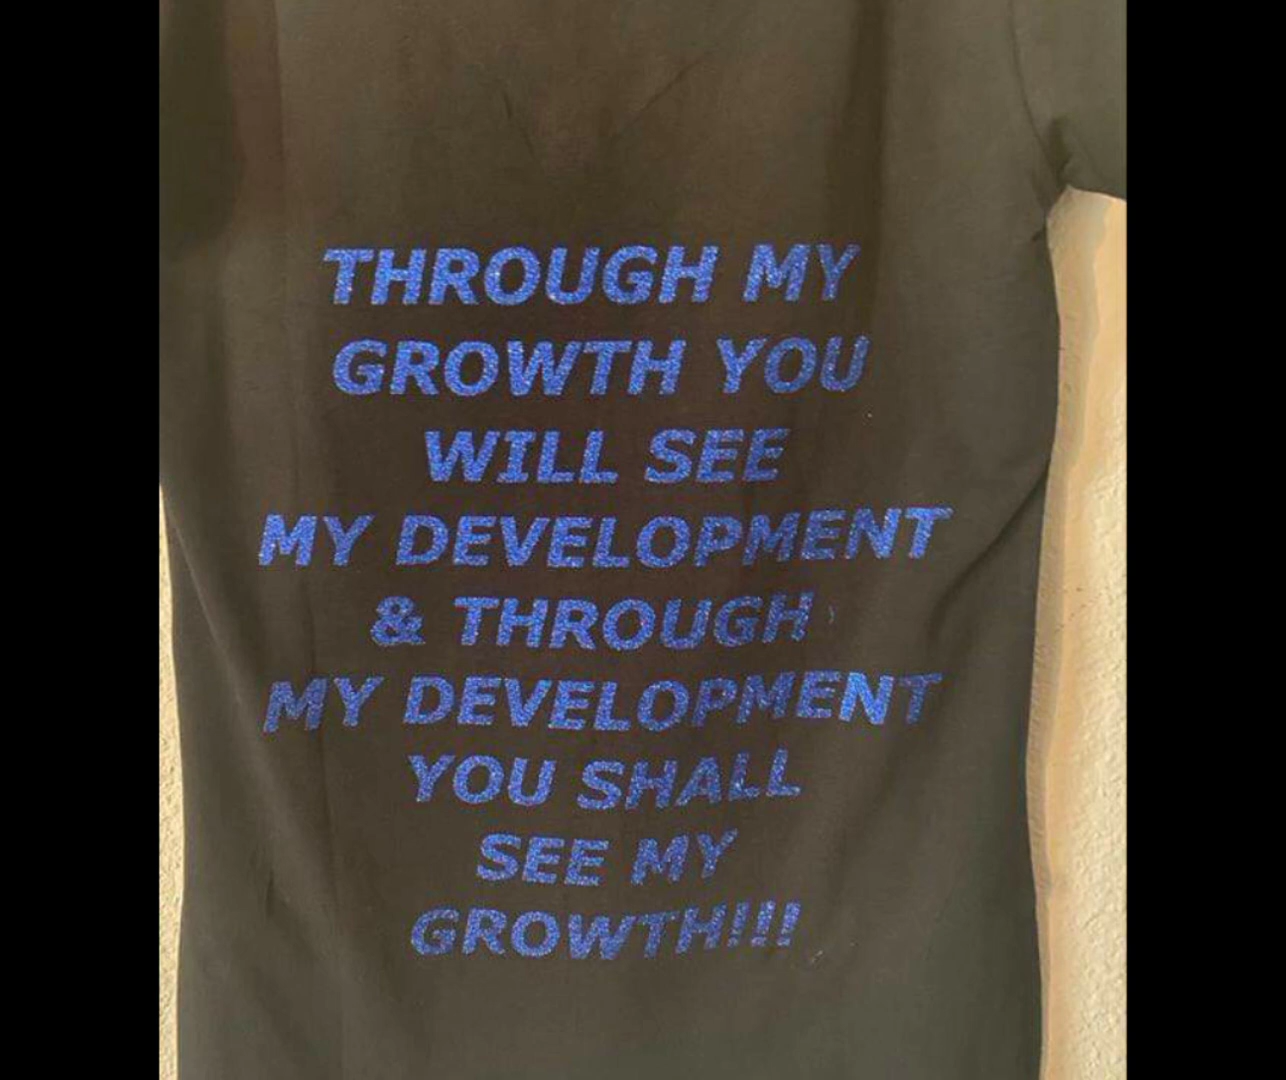 THROUGH MY
GROWTH YOU
WILL SEE
MY DEVELOPMENT
& THROUGH
MY DEVELOPMENT
YOU SHALL
SEE MY
GROWTH!!!